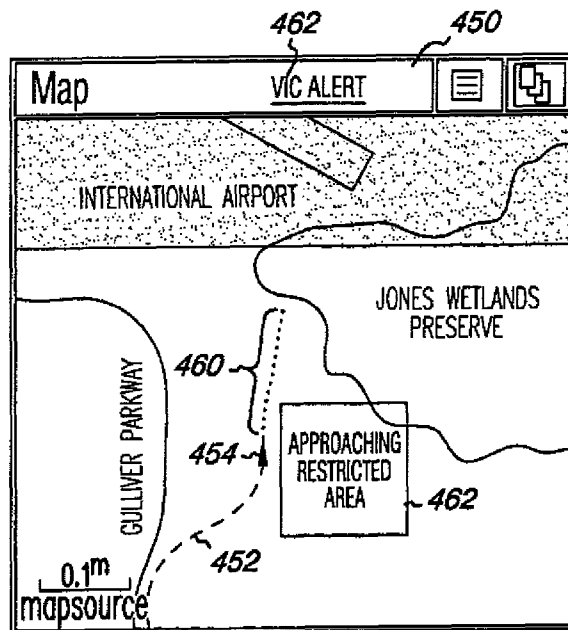 462
450
Map
VIC ALERT
INTERNATIONAL AIRPORT
JONES WETLANDS
PRESERVE
460
GULLIVER PARKWAY
454
APPROACHING
RESTRICTED
AREA
462
452
0.1m
mapsource